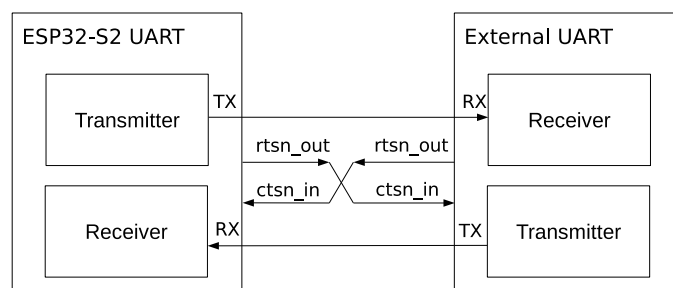 ESP32-S2 UART
External UART
TX
RX
Transmitter
Receiver
rtsn_out
rtsn_out
ctsn_in
ctsn_in
RX
TX
Receiver
Transmitter